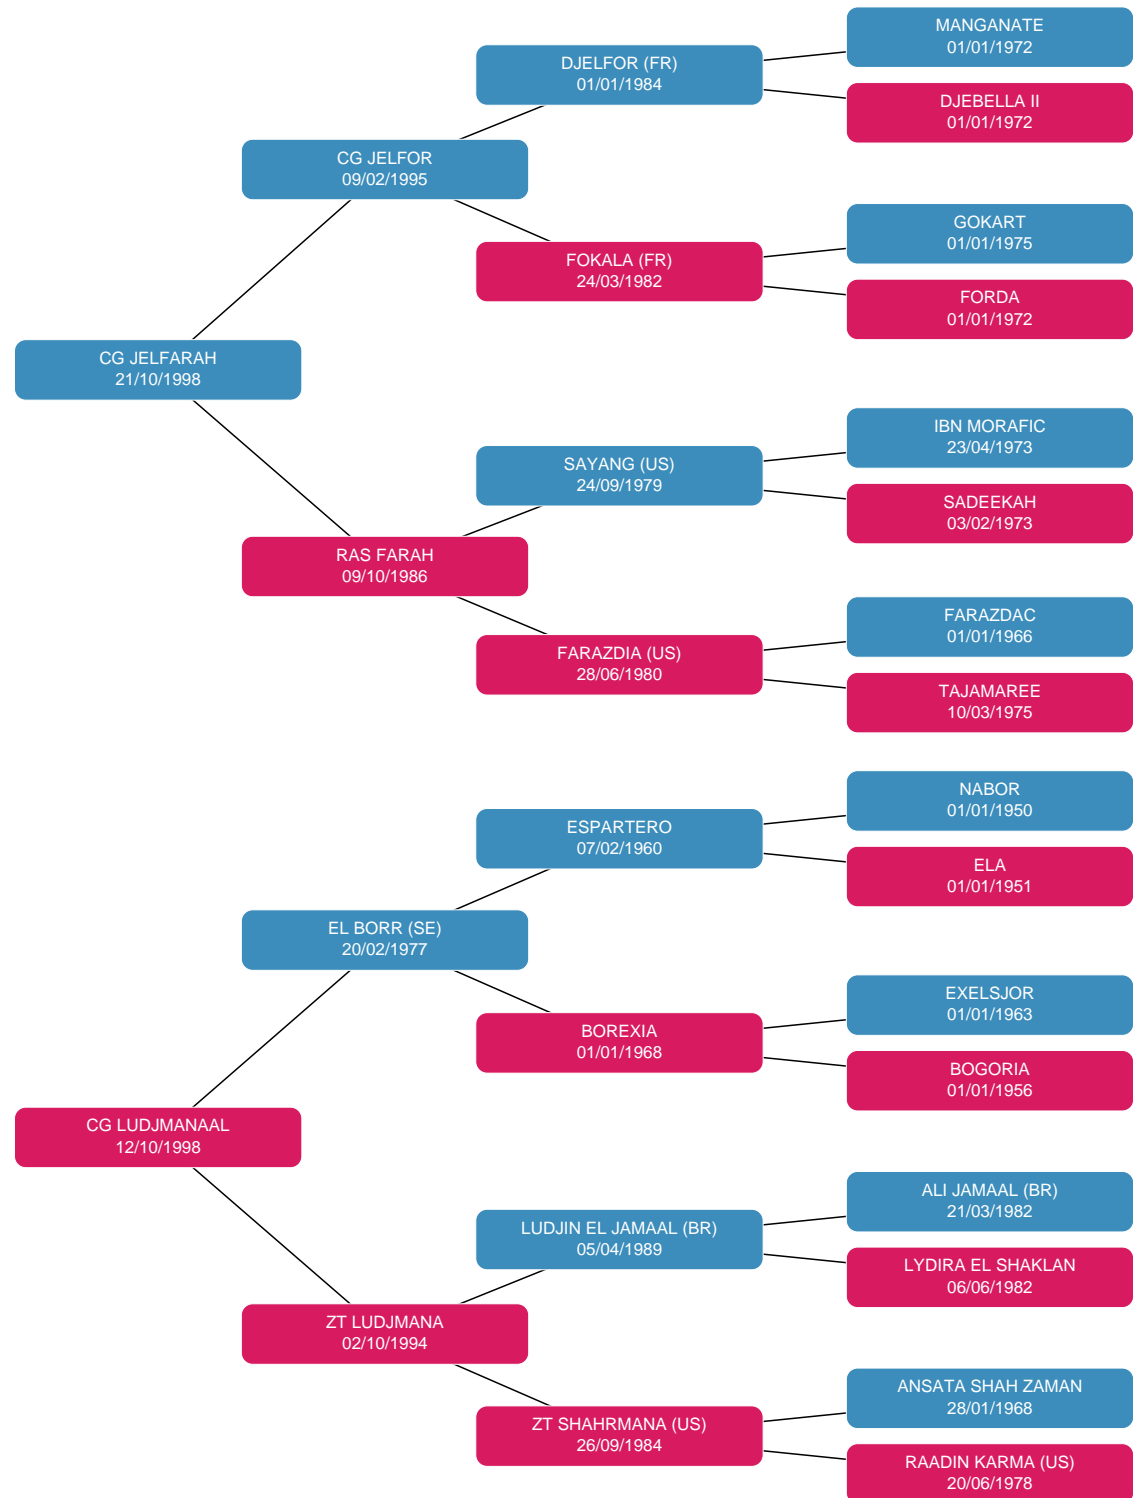 MANGANATE
01/01/1972
DJELFOR (FR)
01/01/1984
DJEBELLA II
01/01/1972
CG JELFOR
09/02/1995
GOKART
01/01/1975
FOKALA (FR)
24/03/1982
FORDA
01/01/1972
CG JELFARAH
21/10/1998
IBN MORAFIC
23/04/1973
SAYANG (US)
24/09/1979
SADEEKAH
03/02/1973
RAS FARAH
09/10/1986
FARAZDAC
01/01/1966
FARAZDIA (US)
28/06/1980
TAJAMAREE
10/03/1975
NABOR
01/01/1950
ESPARTERO
07/02/1960
ELA
01/01/1951
EL BORR (SE)
20/02/1977
EXELSJOR
01/01/1963
BOREXIA
01/01/1968
BOGORIA
01/01/1956
CG LUDJMANAAL
12/10/1998
ALI JAMAAL (BR)
21/03/1982
LUDJIN EL JAMAAL (BR)
05/04/1989
LYDIRA EL SHAKLAN
06/06/1982
ZT LUDJMANA
02/10/1994
ANSATA SHAH ZAMAN
28/01/1968
ZT SHAHRMANA (US)
26/09/1984
RAADIN KARMA (US)
20/06/1978